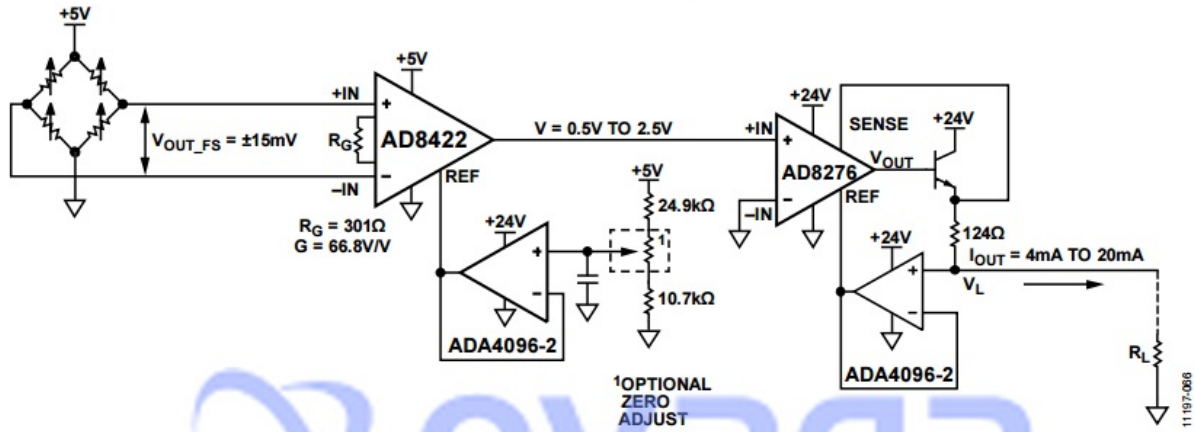 +5V
VOUT_FS = ±15mV
+IN
+5V
RG
AD8422
–IN
REF
RG = 301Ω
G = 66.8V/V
V = 0.5V TO 2.5V
+24V
ADA4096-2
+5V
24.9kΩ
1
10.7kΩ
1OPTIONAL
ZERO
ADJUST
+IN
+24V
SENSE
AD8276
–IN
REF
VOUT
+24V
124Ω
IOUT = 4mA TO 20mA
VL
+24V
ADA4096-2
RL
11197-066